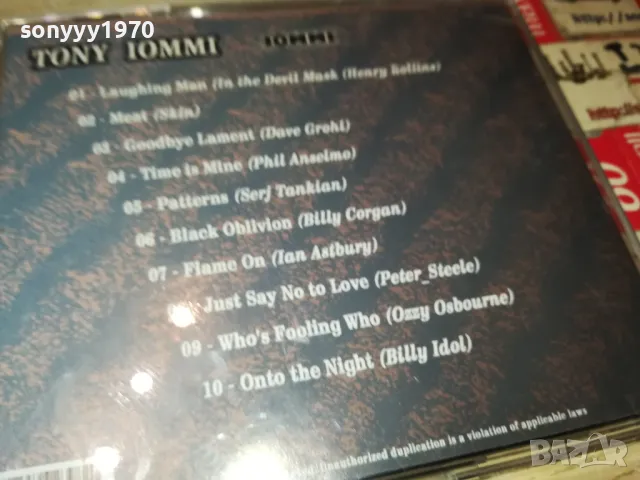 sonyyy1970
TONY IOMMI IOMMI
01 - Laughing Man (In the Devil Mask (Henry Rollins)
02 - Meat (Skin)
03 - Goodbye Lament (Dave Grohl)
04 - Time is Mine (Phil Anselmo)
05 - Patterns (Serj Tankian)
06 - Black Oblivion (Billy Corgan)
07 - Flame On (Ian Astbury)
Just Say No to Love (Peter_Steele)
09 - Who's Fooling Who (Ozzy Osbourne)
10 - Onto the Night (Billy Idol)
Unauthorized duplication is a violation of applicable laws
bazar